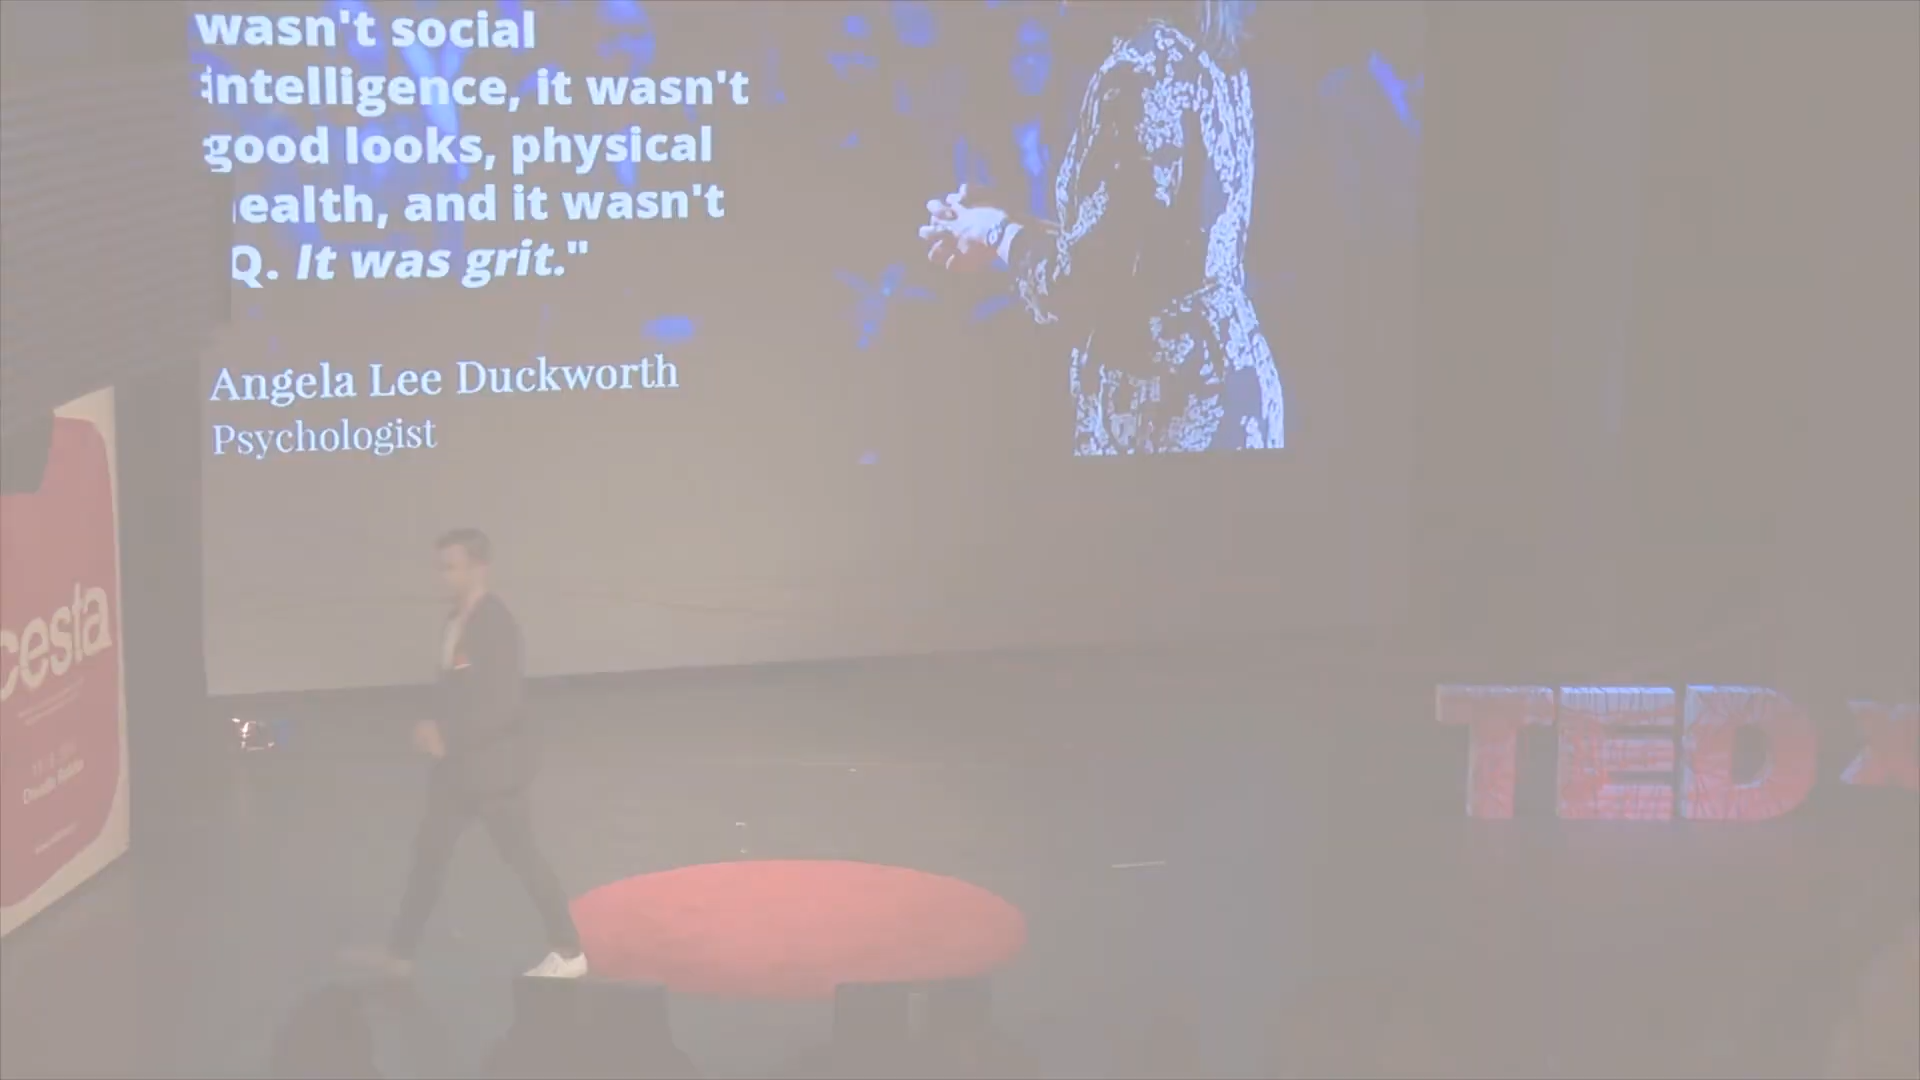 wasn't social
intelligence, it wasn't
good looks, physical
ealth, and it wasn't
Q. It was grit."
Angela Lee Duckworth
Psychologist
cesta
TEDx